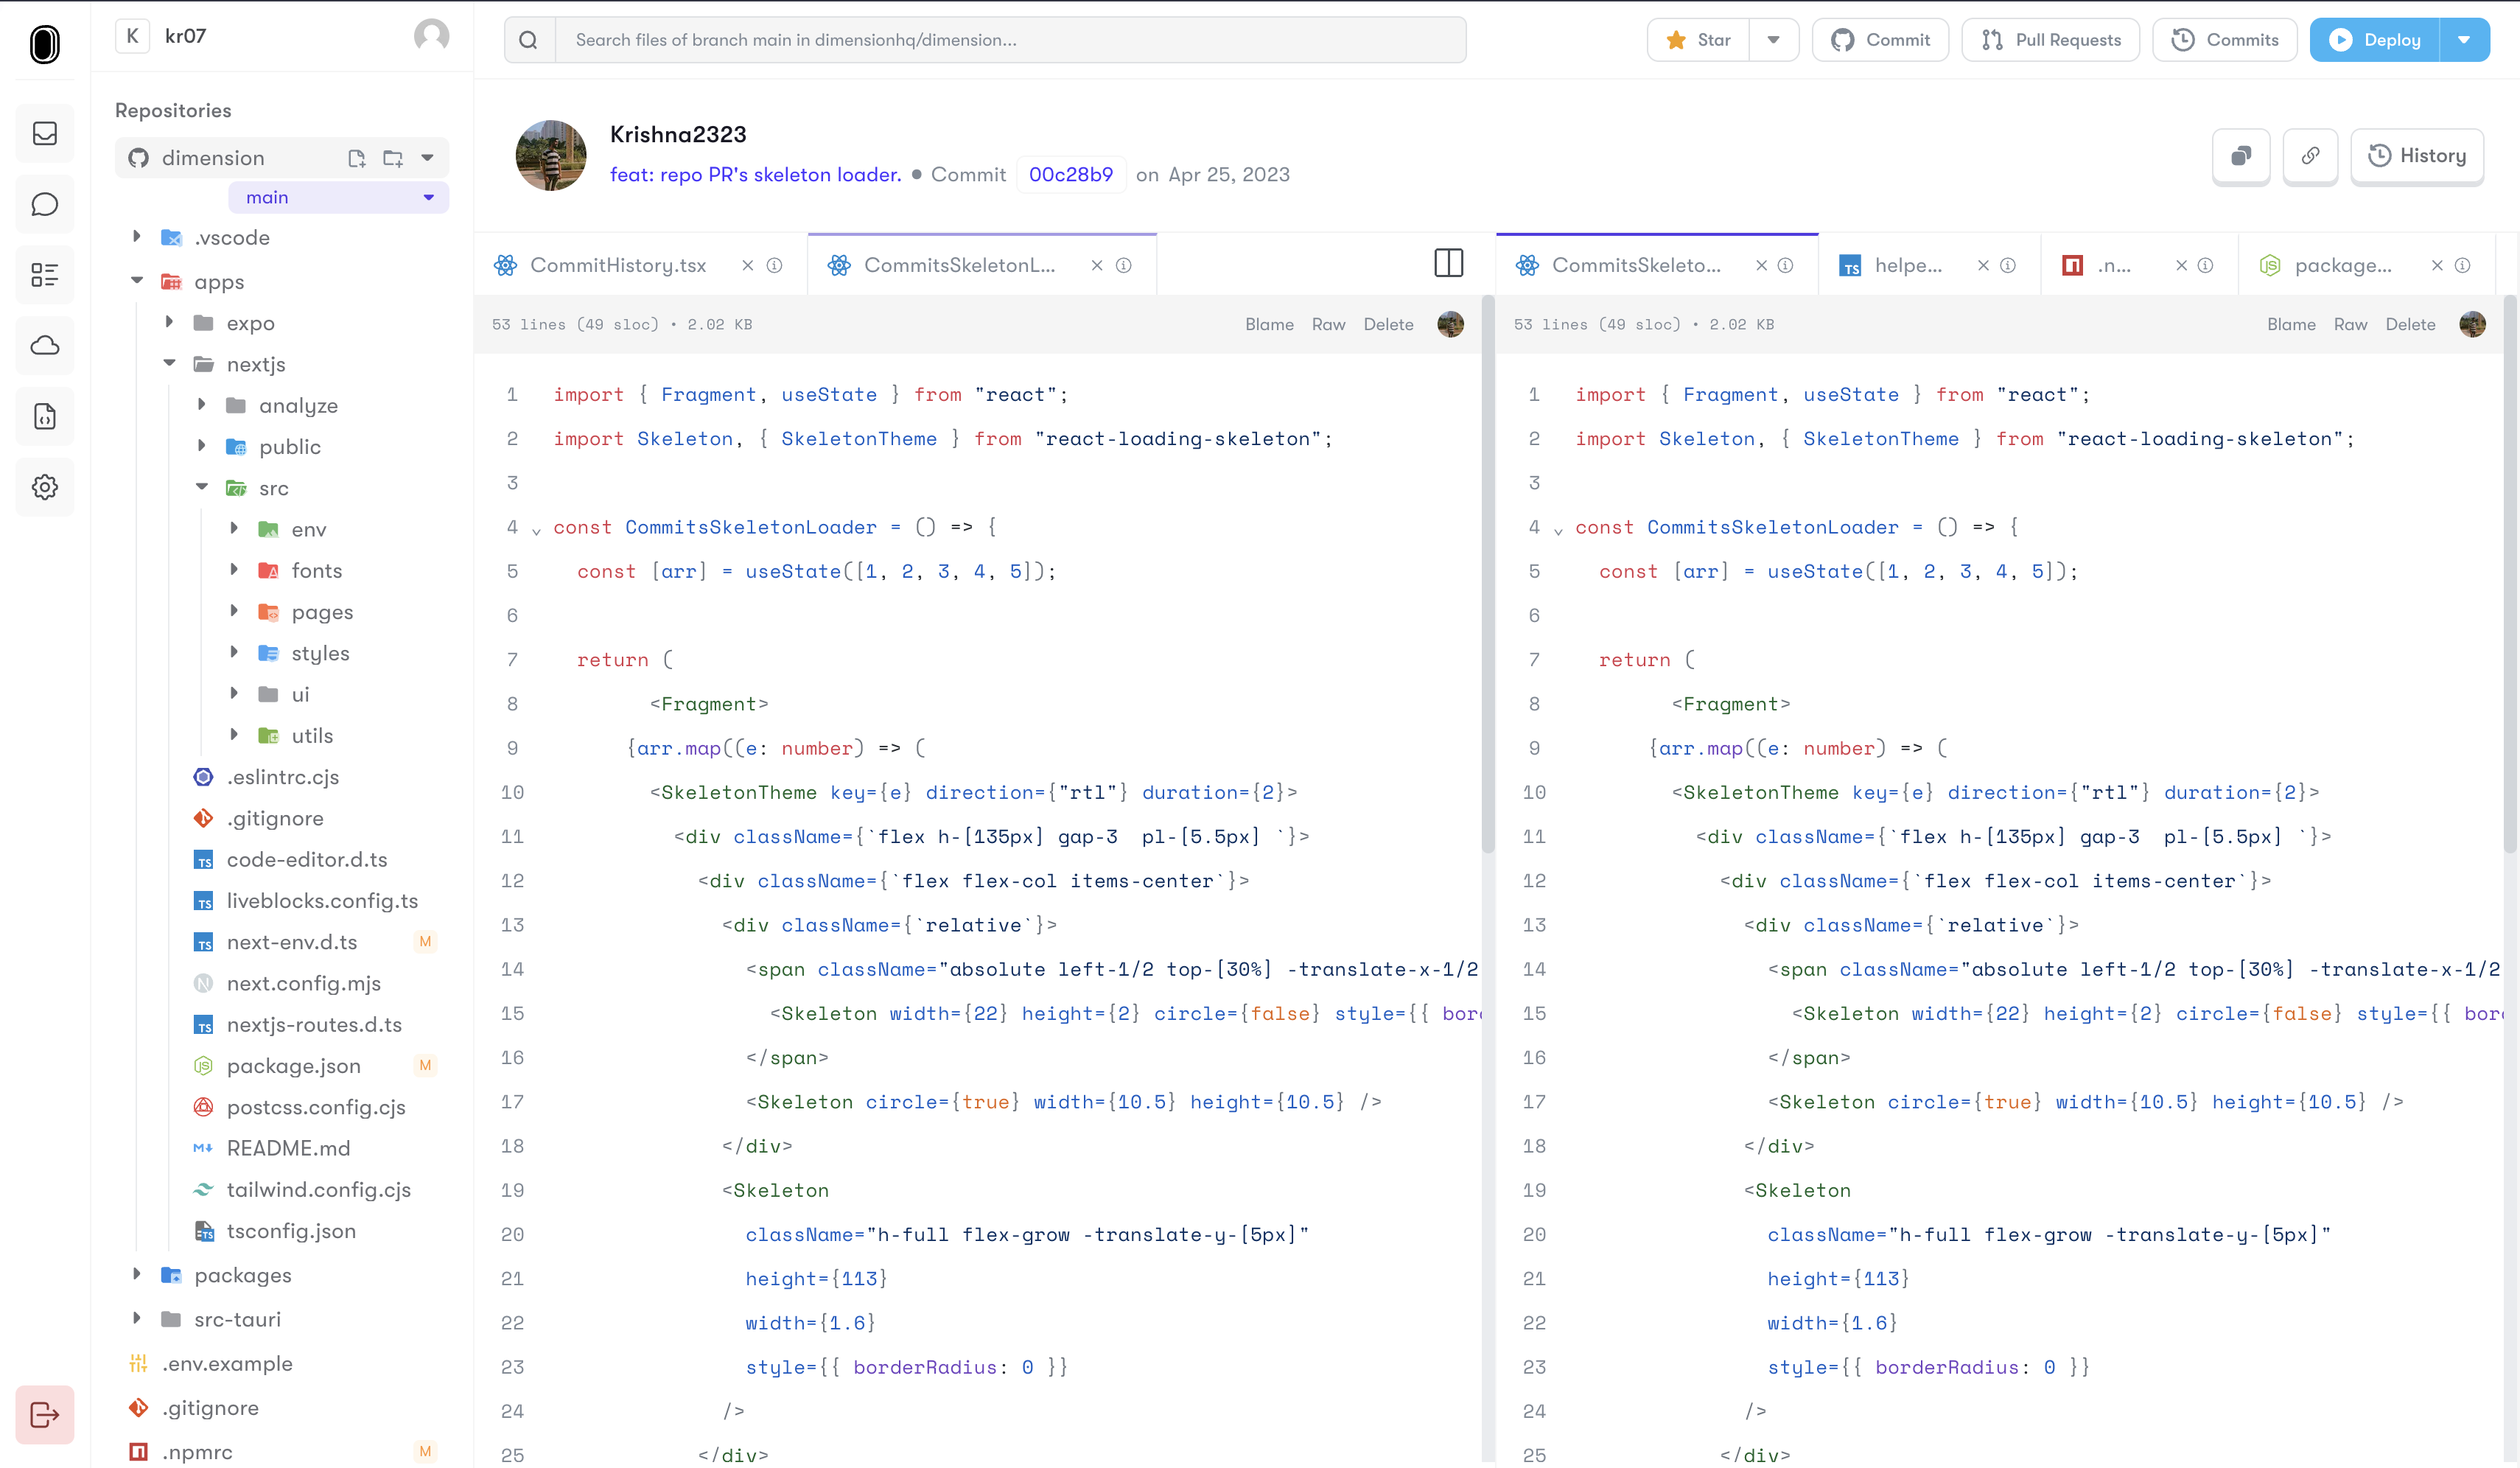 K kr07
Search files of branch main in dimensionhq/dimension...
Star
Commit
Pull Requests
Commits
Deploy
Repositories
dimension
main
.vscode
apps
expo
nextjs
analyze
public
src
env
fonts
pages
styles
ui
utils
.eslintrc.cjs
.gitignore
code-editor.d.ts
liveblocks.config.ts
next-env.d.ts M
next.config.mjs
nextjs-routes.d.ts
package.json M
postcss.config.cjs
README.md
tailwind.config.cjs
tsconfig.json
packages
src-tauri
.env.example
.gitignore
.npmrc M
Krishna2323
feat: repo PR's skeleton loader. • Commit 00c28b9 on Apr 25, 2023
History
CommitHistory.tsx
CommitsSkeletonL...
53 lines (49 sloc) • 2.02 KB
Blame Raw Delete
1 import { Fragment, useState } from "react";
2 import Skeleton, { SkeletonTheme } from "react-loading-skeleton";
3
4 const CommitsSkeletonLoader = () => {
5 const [arr] = useState([1, 2, 3, 4, 5]);
6
7 return (
8 <Fragment>
9 {arr.map((e: number) => (
10 <SkeletonTheme key={e} direction={"rtl"} duration={2}>
11 <div className={`flex h-[135px] gap-3  pl-[5.5px] `}>
12 <div className={`flex flex-col items-center`}>
13 <div className={`relative`}>
14 <span className="absolute left-1/2 top-[30%] -translate-x-1/2
15 <Skeleton width={22} height={2} circle={false} style={{ bor
16 </span>
17 <Skeleton circle={true} width={10.5} height={10.5} />
18 </div>
19 <Skeleton
20 className="h-full flex-grow -translate-y-[5px]"
21 height={113}
22 width={1.6}
23 style={{ borderRadius: 0 }}
24 />
25 </div>
CommitsSkeleto...
helpe...
.n...
package...
53 lines (49 sloc) • 2.02 KB
Blame Raw Delete
1 import { Fragment, useState } from "react";
2 import Skeleton, { SkeletonTheme } from "react-loading-skeleton";
3
4 const CommitsSkeletonLoader = () => {
5 const [arr] = useState([1, 2, 3, 4, 5]);
6
7 return (
8 <Fragment>
9 {arr.map((e: number) => (
10 <SkeletonTheme key={e} direction={"rtl"} duration={2}>
11 <div className={`flex h-[135px] gap-3  pl-[5.5px] `}>
12 <div className={`flex flex-col items-center`}>
13 <div className={`relative`}>
14 <span className="absolute left-1/2 top-[30%] -translate-x-1/2
15 <Skeleton width={22} height={2} circle={false} style={{ bor
16 </span>
17 <Skeleton circle={true} width={10.5} height={10.5} />
18 </div>
19 <Skeleton
20 className="h-full flex-grow -translate-y-[5px]"
21 height={113}
22 width={1.6}
23 style={{ borderRadius: 0 }}
24 />
25 </div>